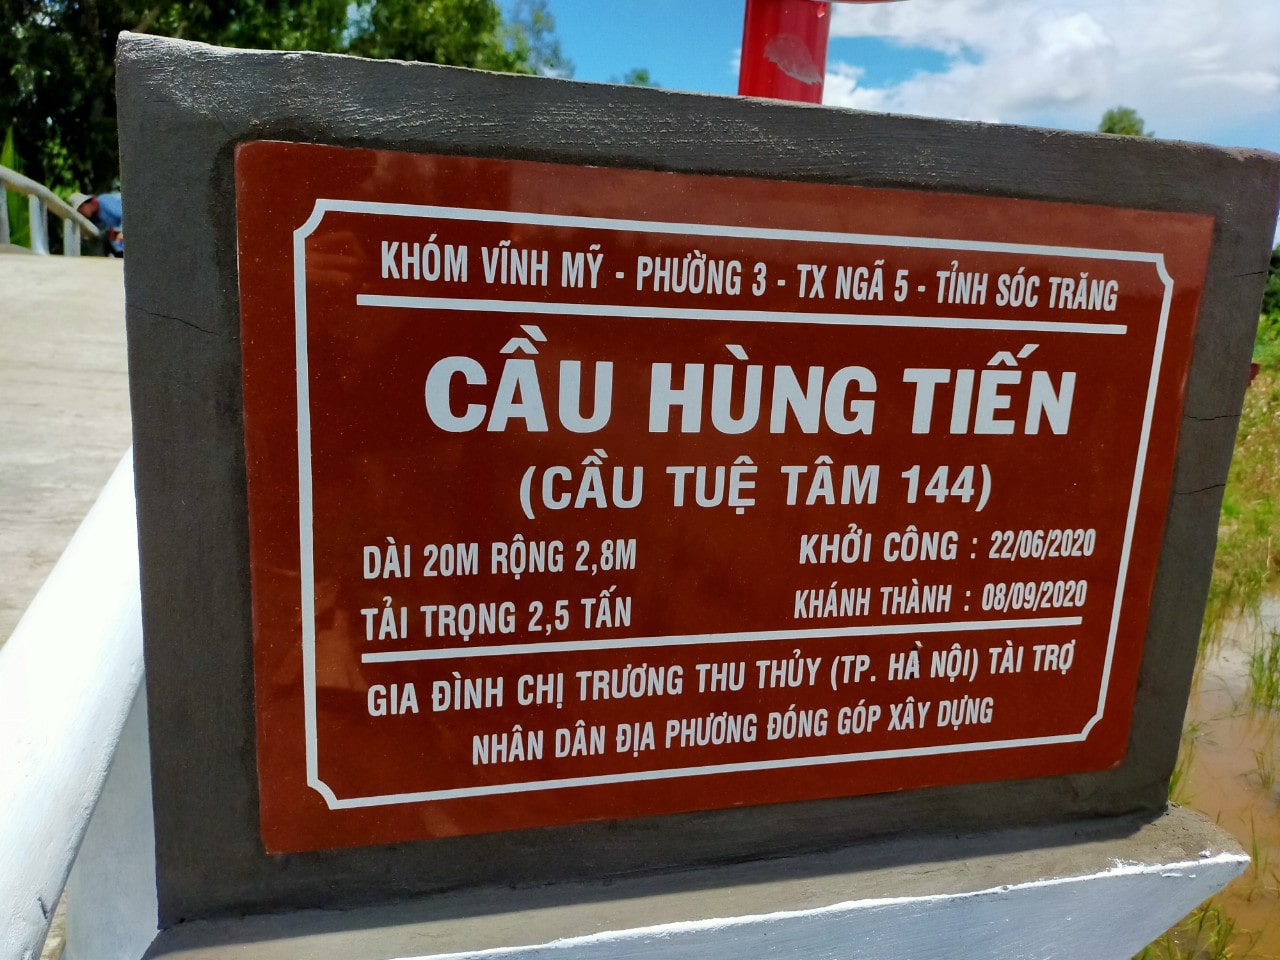 KHÓM VĨNH MỸ - PHƯỜNG 3 - TX NGÃ 5 - TỈNH SÓC TRĂNG
CẦU HÙNG TIẾN
(CẦU TUỆ TÂM 144)
DÀI 20M RỘNG 2,8M KHỞI CÔNG : 22/06/2020
TẢI TRỌNG 2,5 TẤN KHÁNH THÀNH : 08/09/2020
GIA ĐÌNH CHỊ TRƯƠNG THU THỦY (TP. HÀ NỘI) TÀI TRỢ
NHÂN DÂN ĐỊA PHƯƠNG ĐÓNG GÓP XÂY DỰNG